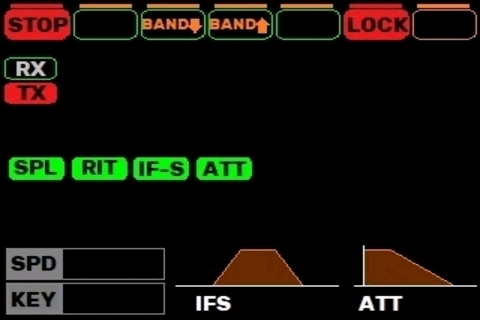 STOP BAND BAND LOCK
RX
TX
SPL RIT IF-S ATT
SPD
KEY
IFS ATT